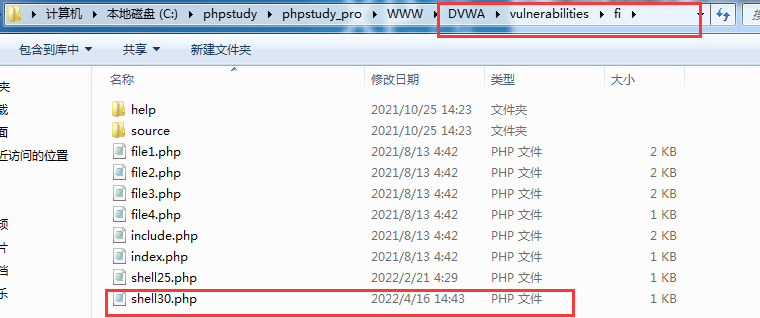 计算机 本地磁盘 (C:) phpstudy phpstudy_pro WWW DVWA vulnerabilities fi
包含到库中 共享 新建文件夹
名称 修改日期 类型 大小
help 2021/10/25 14:23 文件夹
source 2021/10/25 14:23 文件夹
file1.php 2021/8/13 4:42 PHP 文件 2 KB
file2.php 2021/8/13 4:42 PHP 文件 2 KB
file3.php 2021/8/13 4:42 PHP 文件 2 KB
file4.php 2021/8/13 4:42 PHP 文件 1 KB
include.php 2021/8/13 4:42 PHP 文件 2 KB
index.php 2021/8/13 4:42 PHP 文件 1 KB
shell25.php 2022/2/21 4:29 PHP 文件 1 KB
shell30.php 2022/4/16 14:43 PHP 文件 1 KB
夹
载
面
近访问的位置
频
片
档
乐